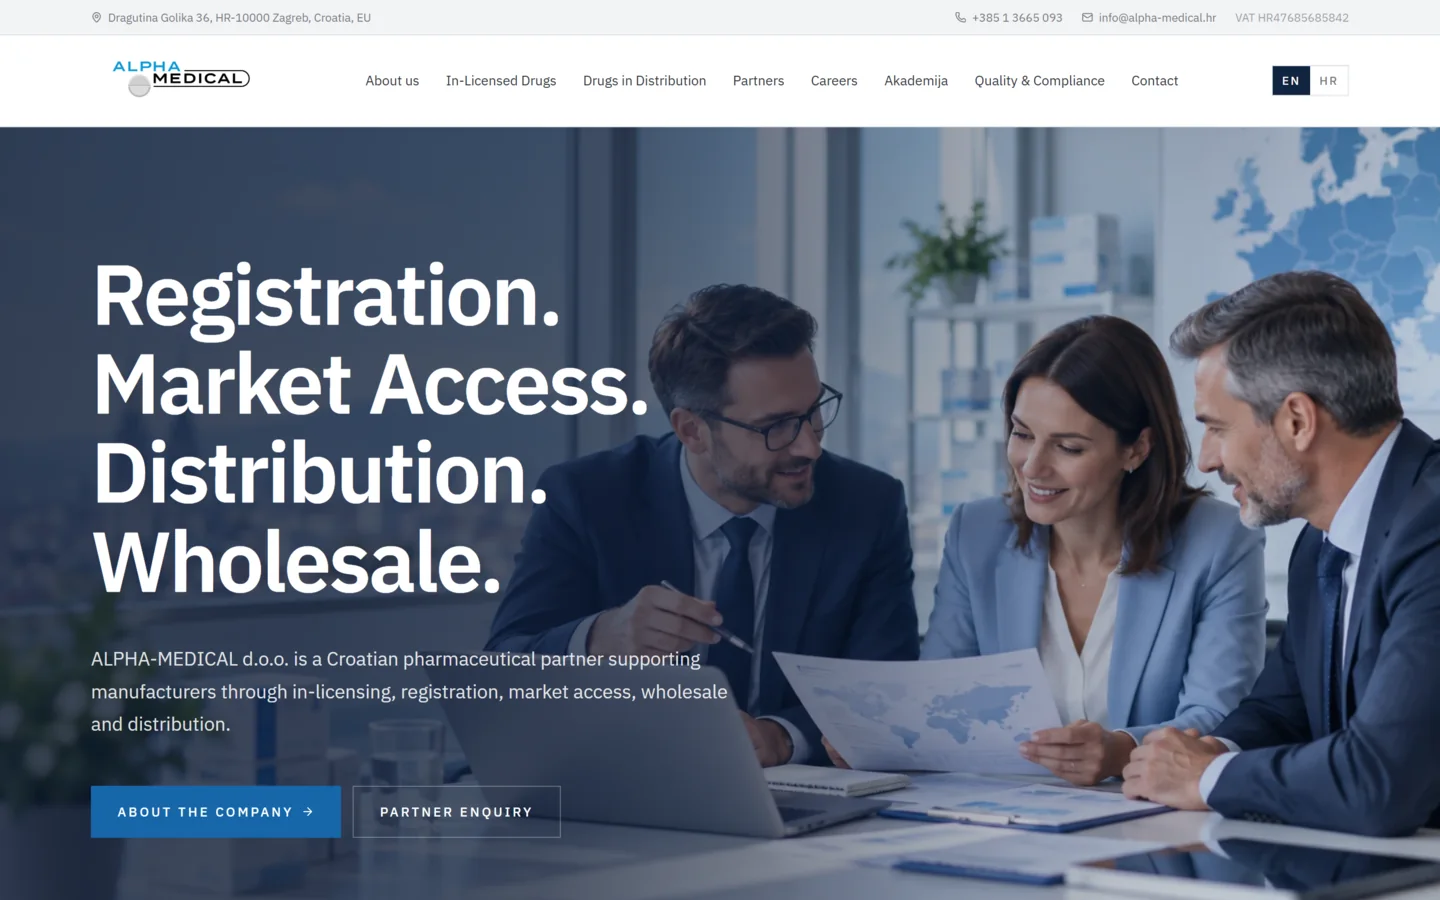 Dragutina Golika 36, HR-10000 Zagreb, Croatia, EU
+385 1 3665 093
info@alpha-medical.hr
VAT HR47685685842
ALPHA
MEDICAL
About us
In-Licensed Drugs
Drugs in Distribution
Partners
Careers
Akademija
Quality & Compliance
Contact
EN
HR
Registration.
Market Access.
Distribution.
Wholesale.
ALPHA-MEDICAL d.o.o. is a Croatian pharmaceutical partner supporting
manufacturers through in-licensing, registration, market access, wholesale
and distribution.
ABOUT THE COMPANY →
PARTNER ENQUIRY